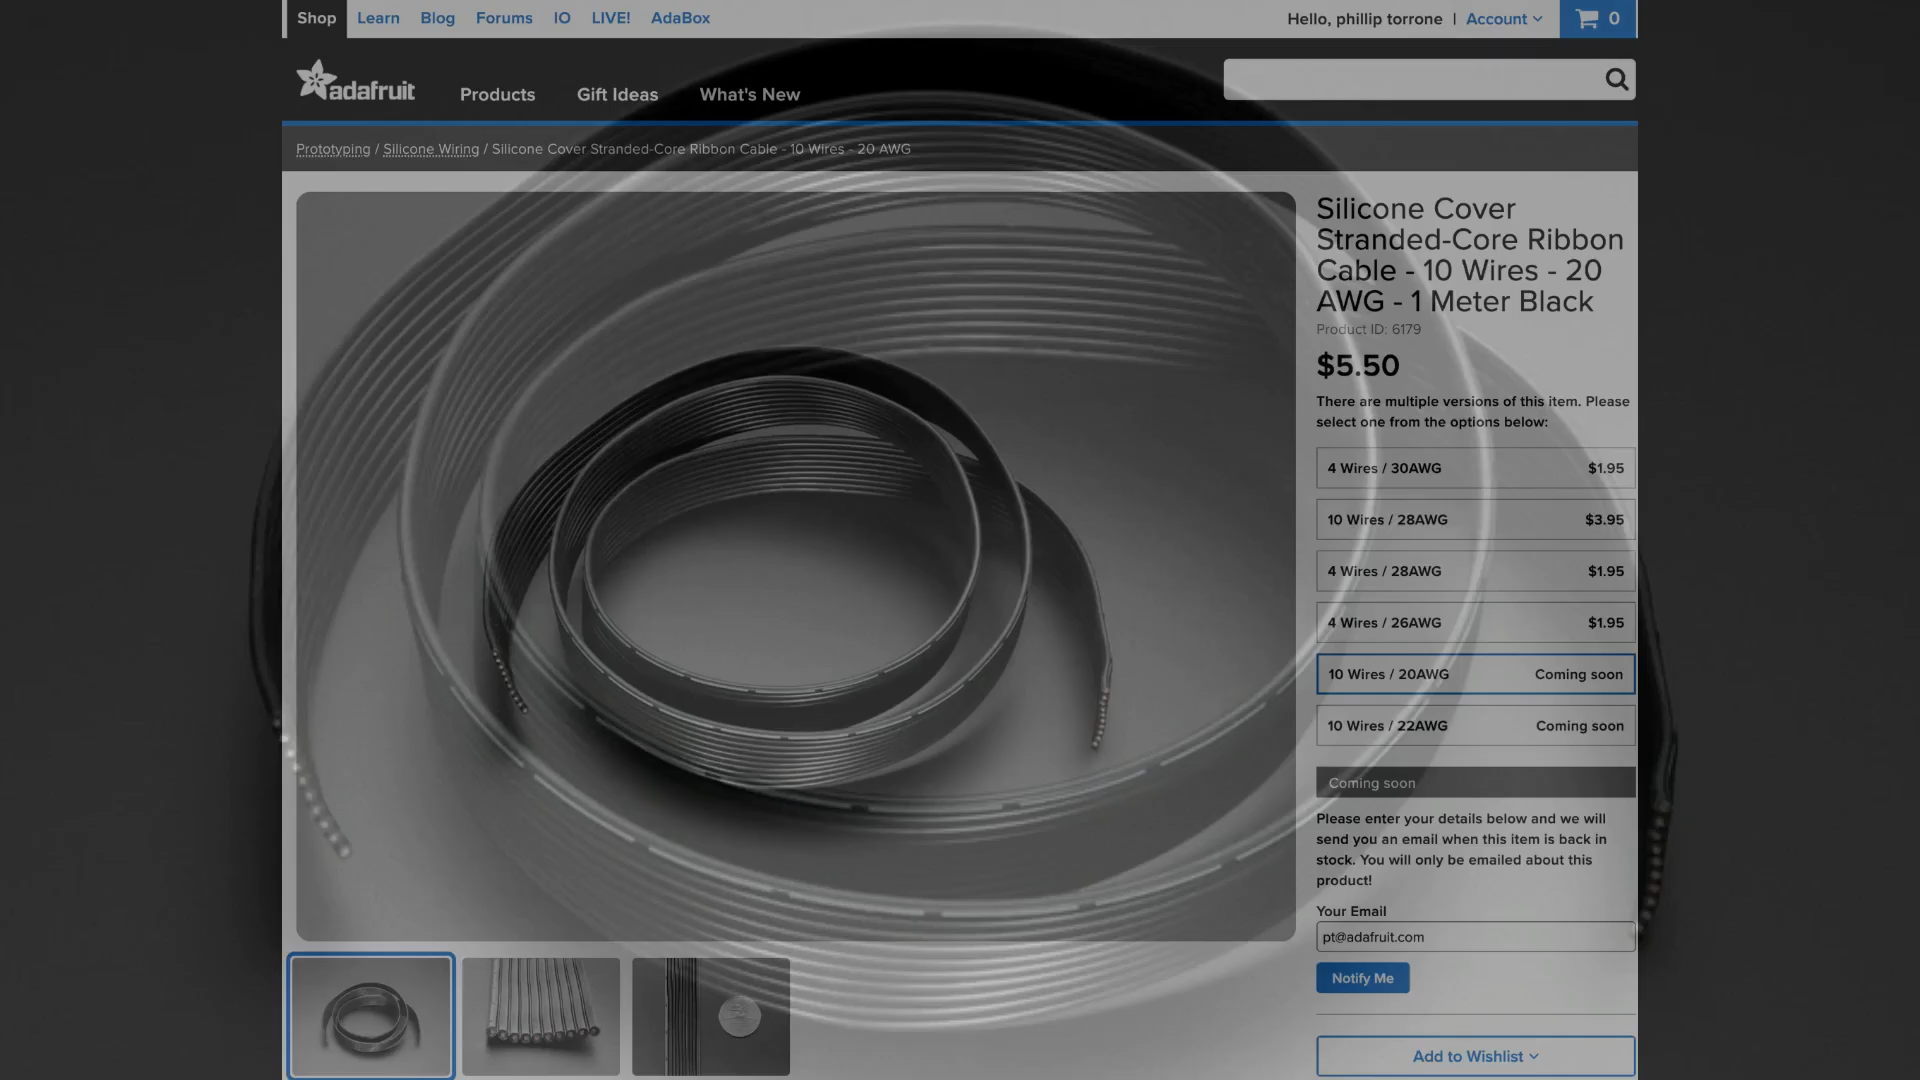 Shop Learn Blog Forums IO LIVE! AdaBox Hello, phillip torrone | Account 0
adafruit Products Gift Ideas What's New
Prototyping / Silicone Wiring / Silicone Cover Stranded-Core Ribbon Cable - 10 Wires - 20 AWG
Silicone Cover
Stranded-Core Ribbon
Cable - 10 Wires - 20
AWG - 1 Meter Black
Product ID: 6179
$5.50
There are multiple versions of this item. Please
select one from the options below:
4 Wires / 30AWG $1.95
10 Wires / 28AWG $3.95
4 Wires / 28AWG $1.95
4 Wires / 26AWG $1.95
10 Wires / 20AWG Coming soon
10 Wires / 22AWG Coming soon
Coming soon
Please enter your details below and we will
send you an email when this item is back in
stock. You will only be emailed about this
product!
Your Email
pt@adafruit.com
Notify Me
Add to Wishlist